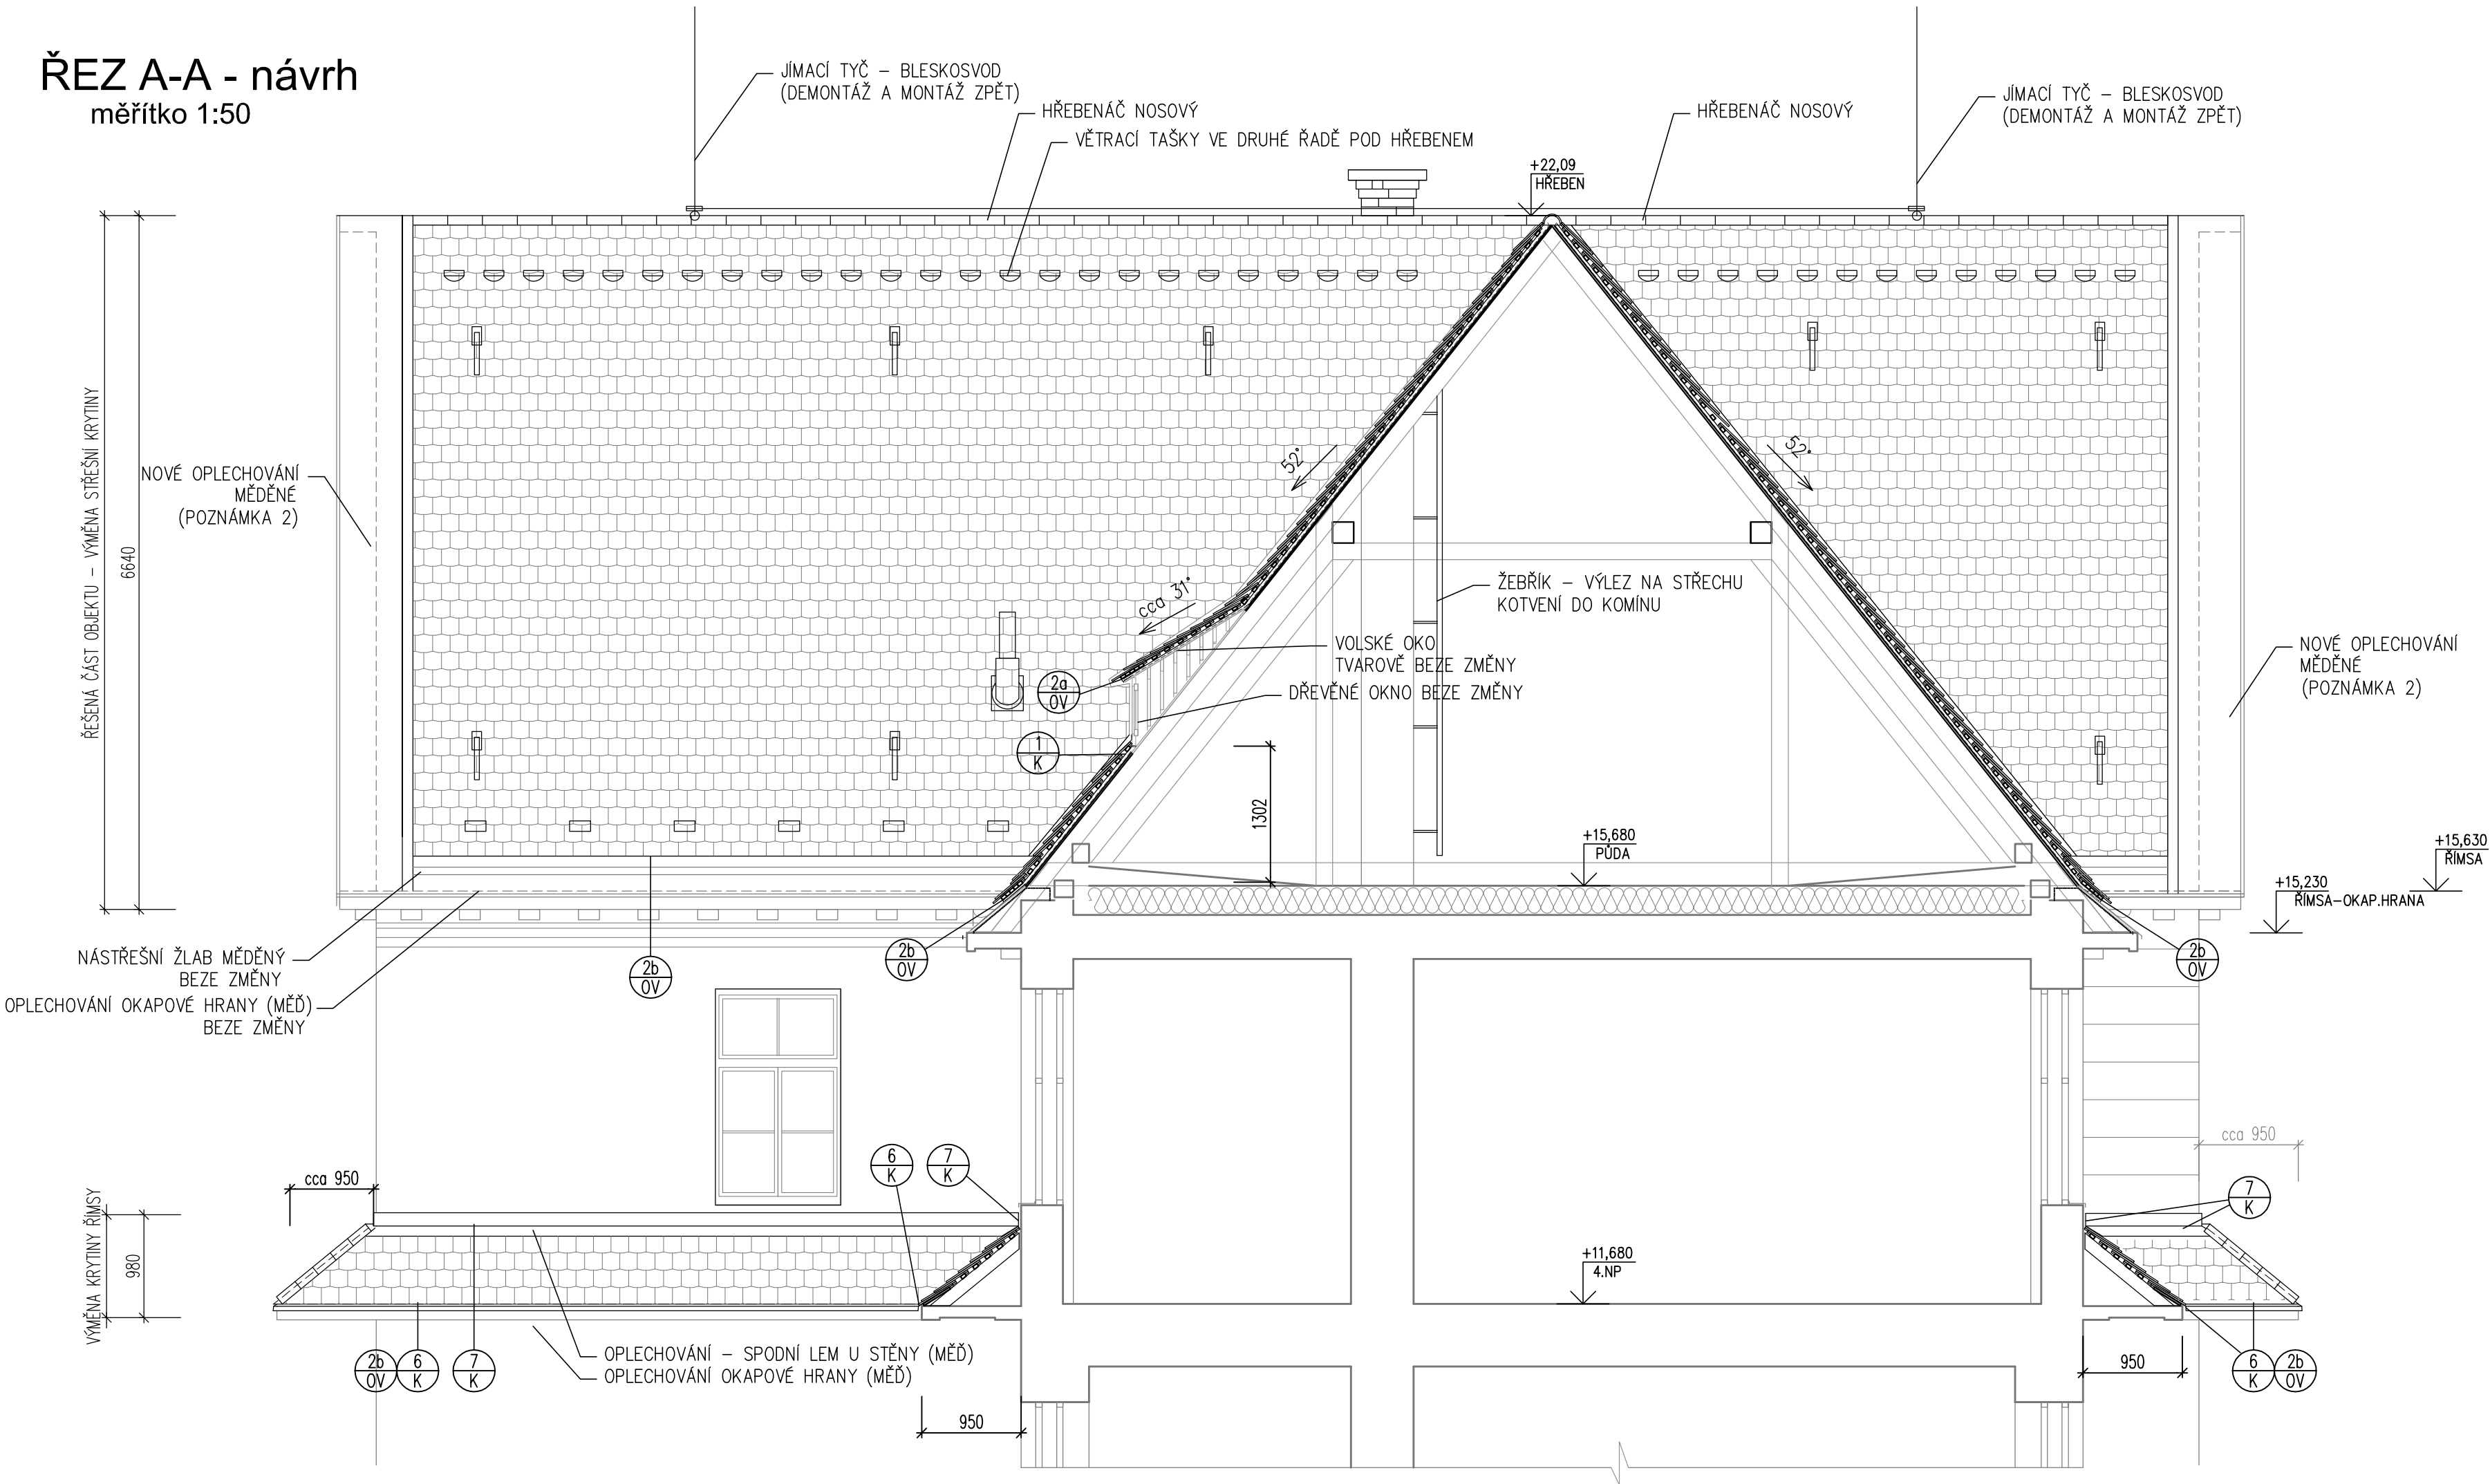 ŘEZ A-A - návrh
měřítko 1:50
JÍMACÍ TYČ – BLESKOSVOD
(DEMONTÁŽ A MONTÁŽ ZPĚT)
HŘEBENÁČ NOSOVÝ
VĚTRACÍ TAŠKY VE DRUHÉ ŘADĚ POD HŘEBENEM
+22,09
HŘEBEN
HŘEBENÁČ NOSOVÝ
JÍMACÍ TYČ – BLESKOSVOD
(DEMONTÁŽ A MONTÁŽ ZPĚT)
ŘEŠENÁ ČÁST OBJEKTU – VÝMĚNA STŘEŠNÍ KRYTINY
6640
NOVÉ OPLECHOVÁNÍ
MĚDĚNÉ
(POZNÁMKA 2)
52°
52°
cca 31°
ŽEBŘÍK – VÝLEZ NA STŘECHU
KOTVENÍ DO KOMÍNU
VOLSKÉ OKO
TVAROVĚ BEZE ZMĚNY
DŘEVĚNÉ OKNO BEZE ZMĚNY
2a
OV
1
K
1302
NOVÉ OPLECHOVÁNÍ
MĚDĚNÉ
(POZNÁMKA 2)
+15,680
PŮDA
+15,630
ŘÍMSA
+15,230
ŘÍMSA–OKAP.HRANA
NÁSTŘEŠNÍ ŽLAB MĚDĚNÝ
BEZE ZMĚNY
OPLECHOVÁNÍ OKAPOVÉ HRANY (MĚĎ)
BEZE ZMĚNY
2b
OV
2b
OV
2b
OV
cca 950
6
K
7
K
cca 950
7
K
VÝMĚNA KRYTINY ŘÍMSY
980
+11,680
4.NP
2b
OV
6
K
7
K
OPLECHOVÁNÍ – SPODNÍ LEM U STĚNY (MĚĎ)
OPLECHOVÁNÍ OKAPOVÉ HRANY (MĚĎ)
950
950
6
K
2b
OV